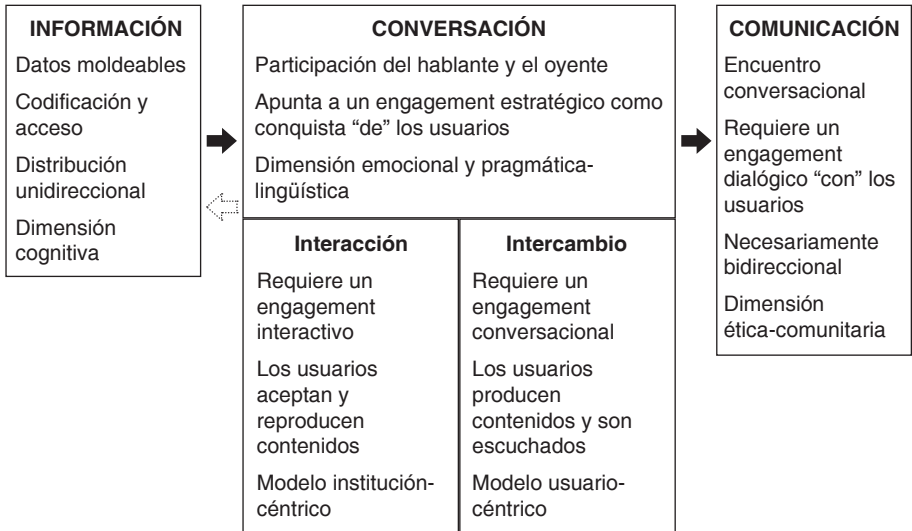 INFORMACIÓN
Datos moldeables
Codificación y
acceso
Distribución
unidireccional
Dimensión
cognitiva
CONVERSACIÓN
Participación del hablante y el oyente
Apunta a un engagement estratégico como
conquista “de” los usuarios
Dimensión emocional y pragmática-
lingüística
Interacción
Requiere un
engagement
interactivo
Los usuarios
aceptan y
reproducen
contenidos
Modelo institución-
céntrico
Intercambio
Requiere un
engagement
conversacional
Los usuarios
producen
contenidos y son
escuchados
Modelo usuario-
céntrico
COMUNICACIÓN
Encuentro
conversacional
Requiere un
engagement
dialógico “con” los
usuarios
Necesariamente
bidireccional
Dimensión
ética-comunitaria